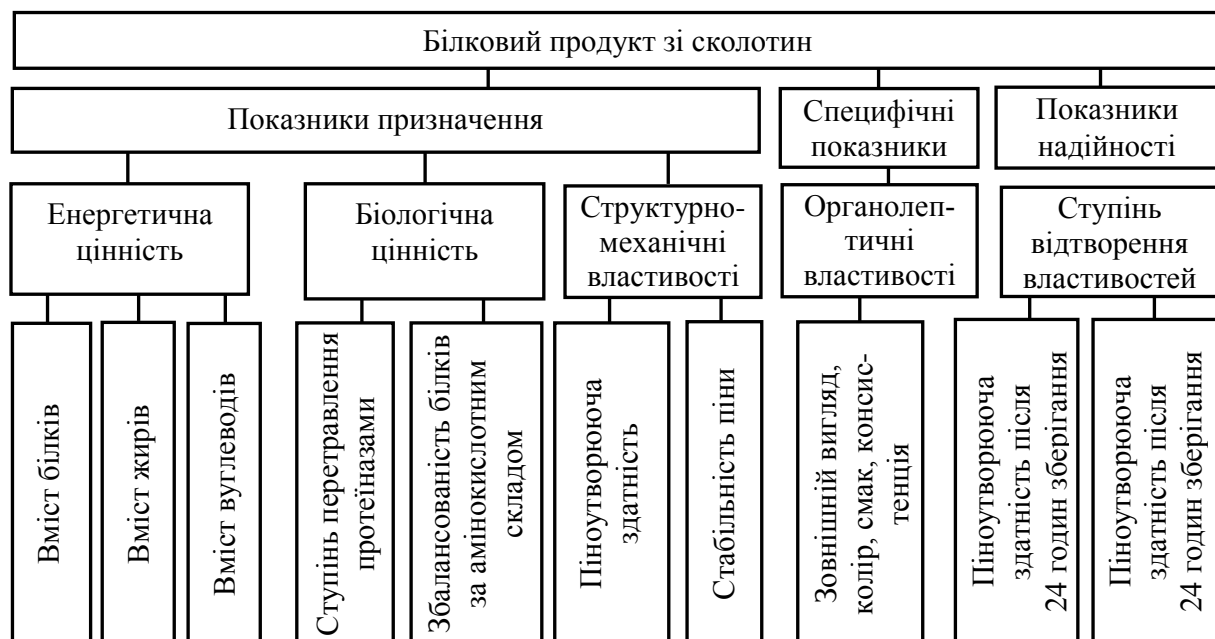 Білковий продукт зі сколотин
Показники призначення
Специфічні
показники
Показники
надійності
Енергетична
цінність
Біологічна
цінність
Структурно-
механічні
властивості
Органолеп-
тичні
властивості
Ступінь
відтворення
властивостей
Вміст білків
Вміст жирів
Вміст вуглеводів
Ступінь перетравлення
протеїназами
Збалансованість білків
за амінокислотним
складом
Піноутворююча
здатність
Стабільність піни
Зовнішній вигляд,
колір, смак, консис-
тенція
Піноутворююча
здатність після
24 годин зберігання
Піноутворююча
здатність після
24 годин зберігання